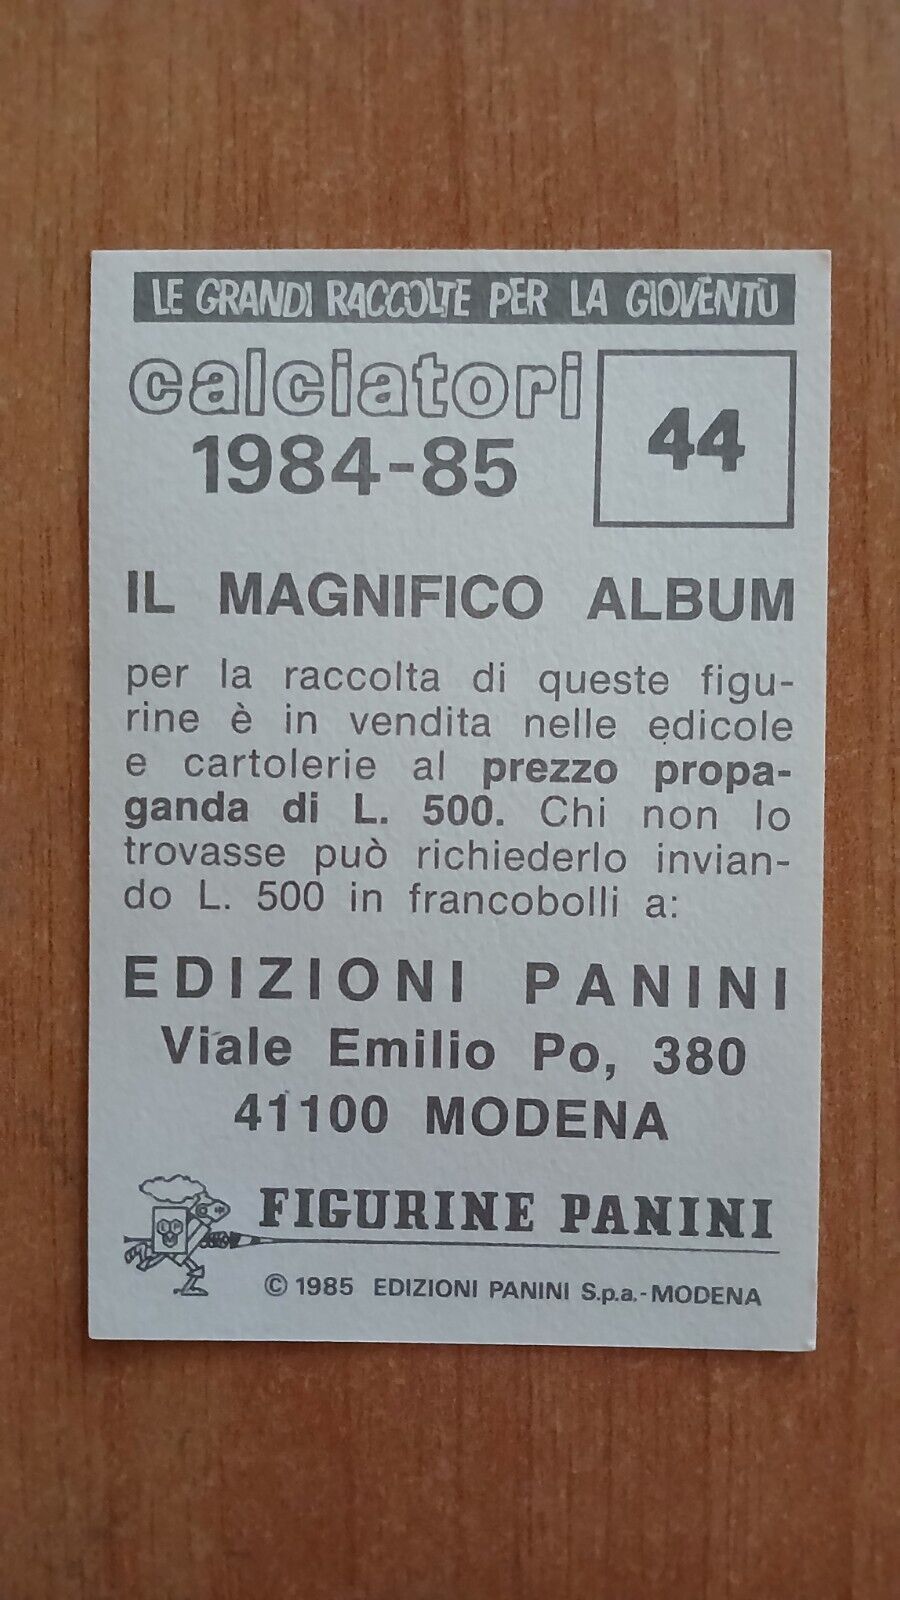 LE GRANDI RACCOLTE PER LA GIOVENTÙ
calciatori
1984-85
44
IL MAGNIFICO ALBUM
per la raccolta di queste figu-
rine è in vendita nelle edicole
e cartolerie al prezzo propa-
ganda di L. 500. Chi non lo
trovasse può richiederlo invian-
do L. 500 in francobolli a:
EDIZIONI PANINI
Viale Emilio Po, 380
41100 MODENA
FIGURINE PANINI
© 1985 EDIZIONI PANINI S.p.a.-MODENA